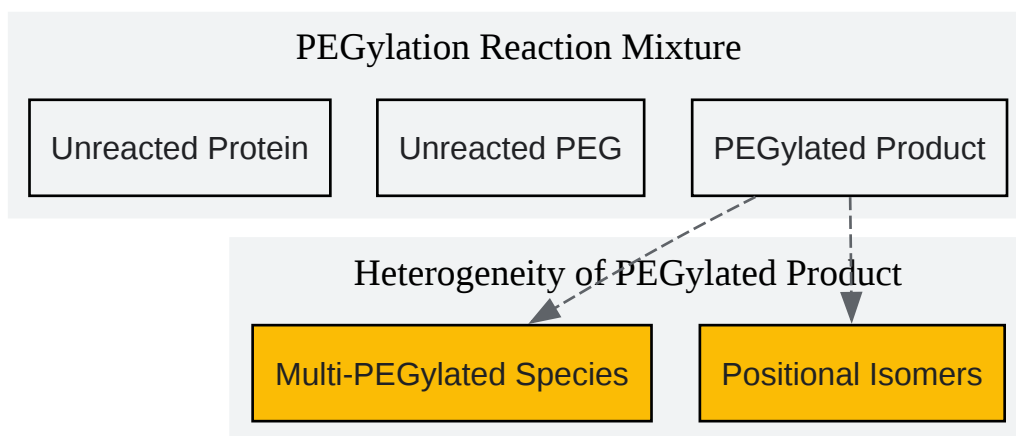 PEGylation Reaction Mixture
Unreacted Protein
Unreacted PEG
PEGylated Product
Heterogeneity of PEGylated Product
Multi-PEGylated Species
Positional Isomers